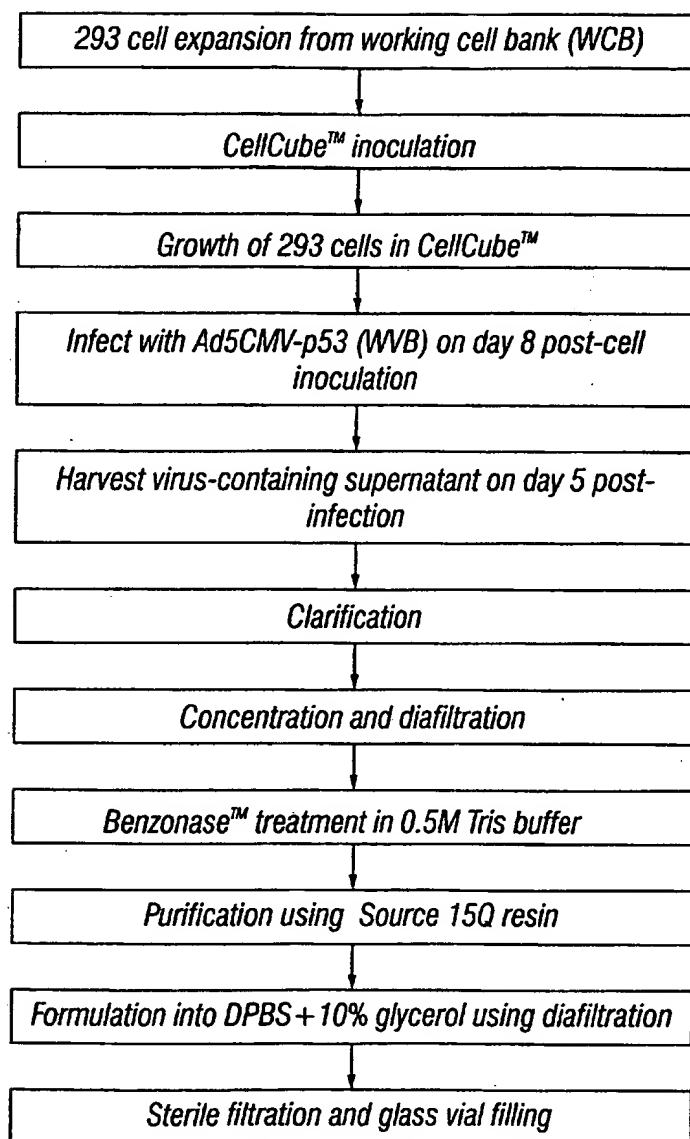 293 cell expansion from working cell bank (WCB)
CellCube™ inoculation
Growth of 293 cells in CellCube™
Infect with Ad5CMV-p53 (WVB) on day 8 post-cell
inoculation
Harvest virus-containing supernatant on day 5 post-
infection
Clarification
Concentration and diafiltration
Benzonase™ treatment in 0.5M Tris buffer
Purification using Source 15Q resin
Formulation into DPBS+10% glycerol using diafiltration
Sterile filtration and glass vial filling